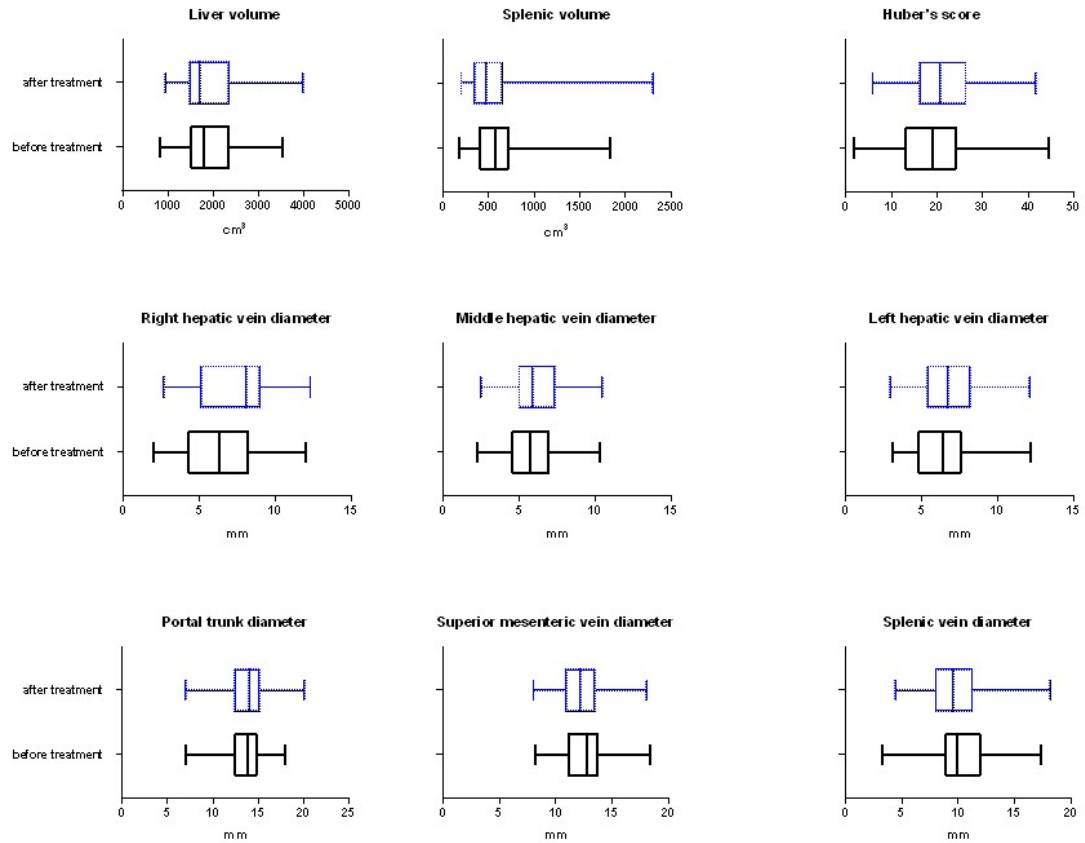 Liver volume
Splenic volume
Huber's score
after treatment
before treatment
0 1000 2000 3000 4000 5000
0 500 1000 1500 2000 2500
0 10 20 30 40 50
cm³
cm³
Right hepatic vein diameter
Middle hepatic vein diameter
Left hepatic vein diameter
after treatment
before treatment
0 5 10 15
0 5 10 15
0 5 10 15
mm
mm
mm
Portal trunk diameter
Superior mesenteric vein diameter
Splenic vein diameter
after treatment
before treatment
0 5 10 15 20 25
0 5 10 15 20
0 5 10 15 20
mm
mm
mm